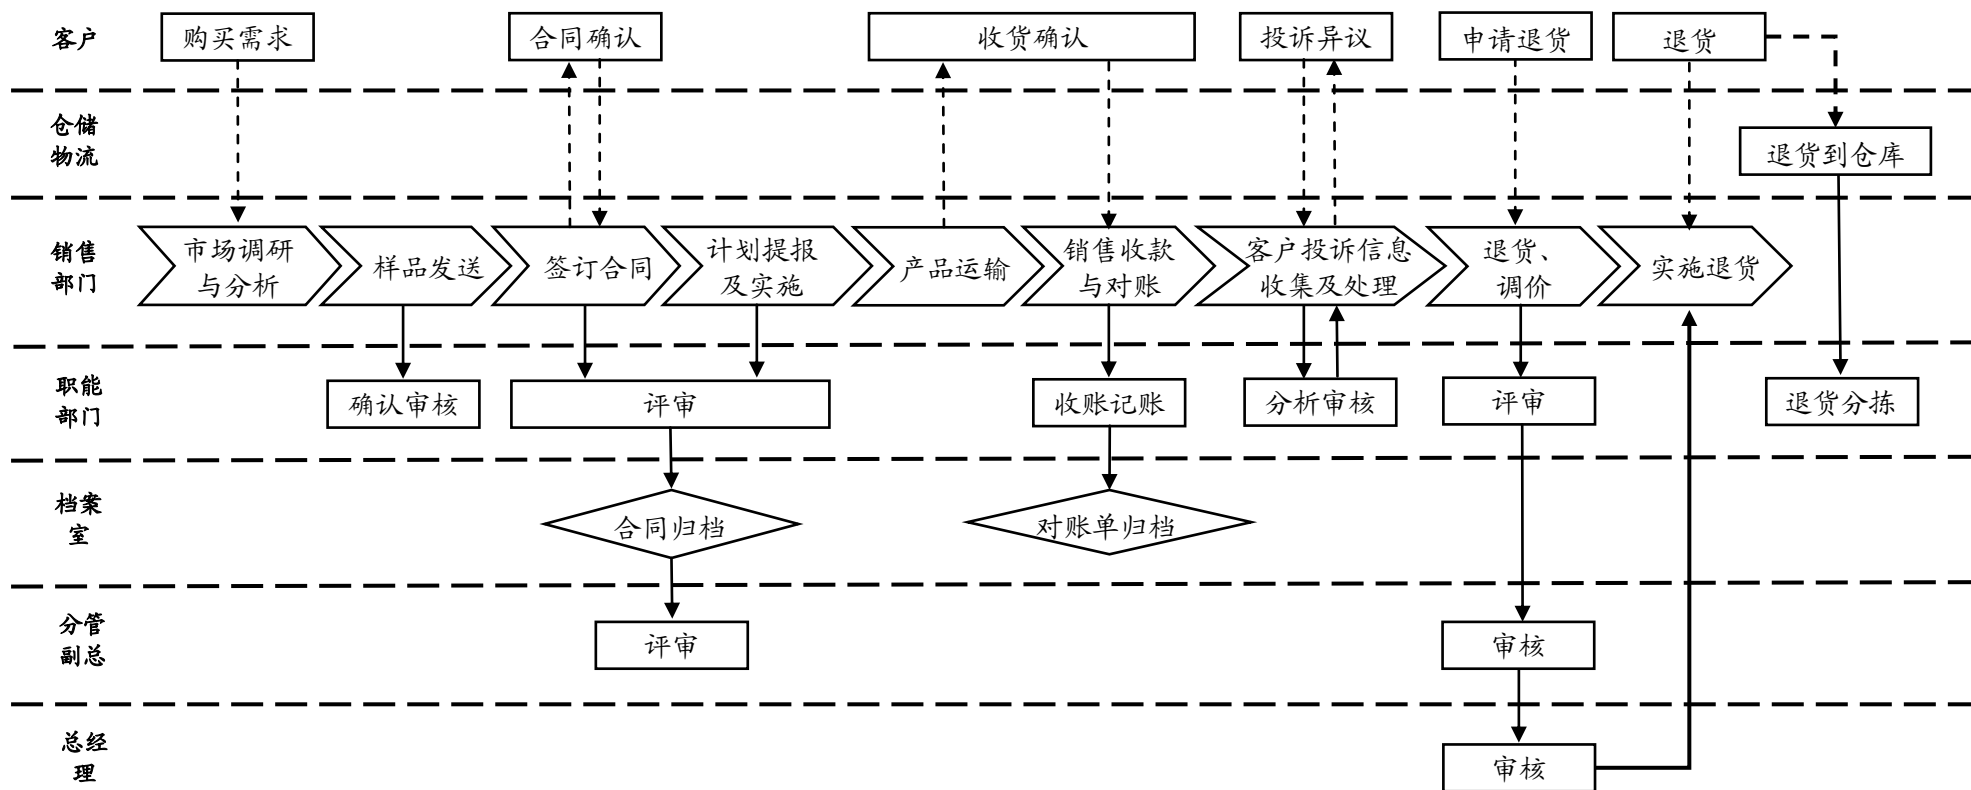 客户
购买需求
合同确认
收货确认
投诉异议
申请退货
退货
仓储
物流
退货到仓库
销售
部门
市场调研
与分析
样品发送
签订合同
计划提报
及实施
产品运输
销售收款
与对账
客户投诉信息
收集及处理
退货、
调价
实施退货
职能
部门
确认审核
评审
收账记账
分析审核
评审
退货分拣
档案
室
合同归档
对账单归档
分管
副总
评审
审核
总经
理
审核